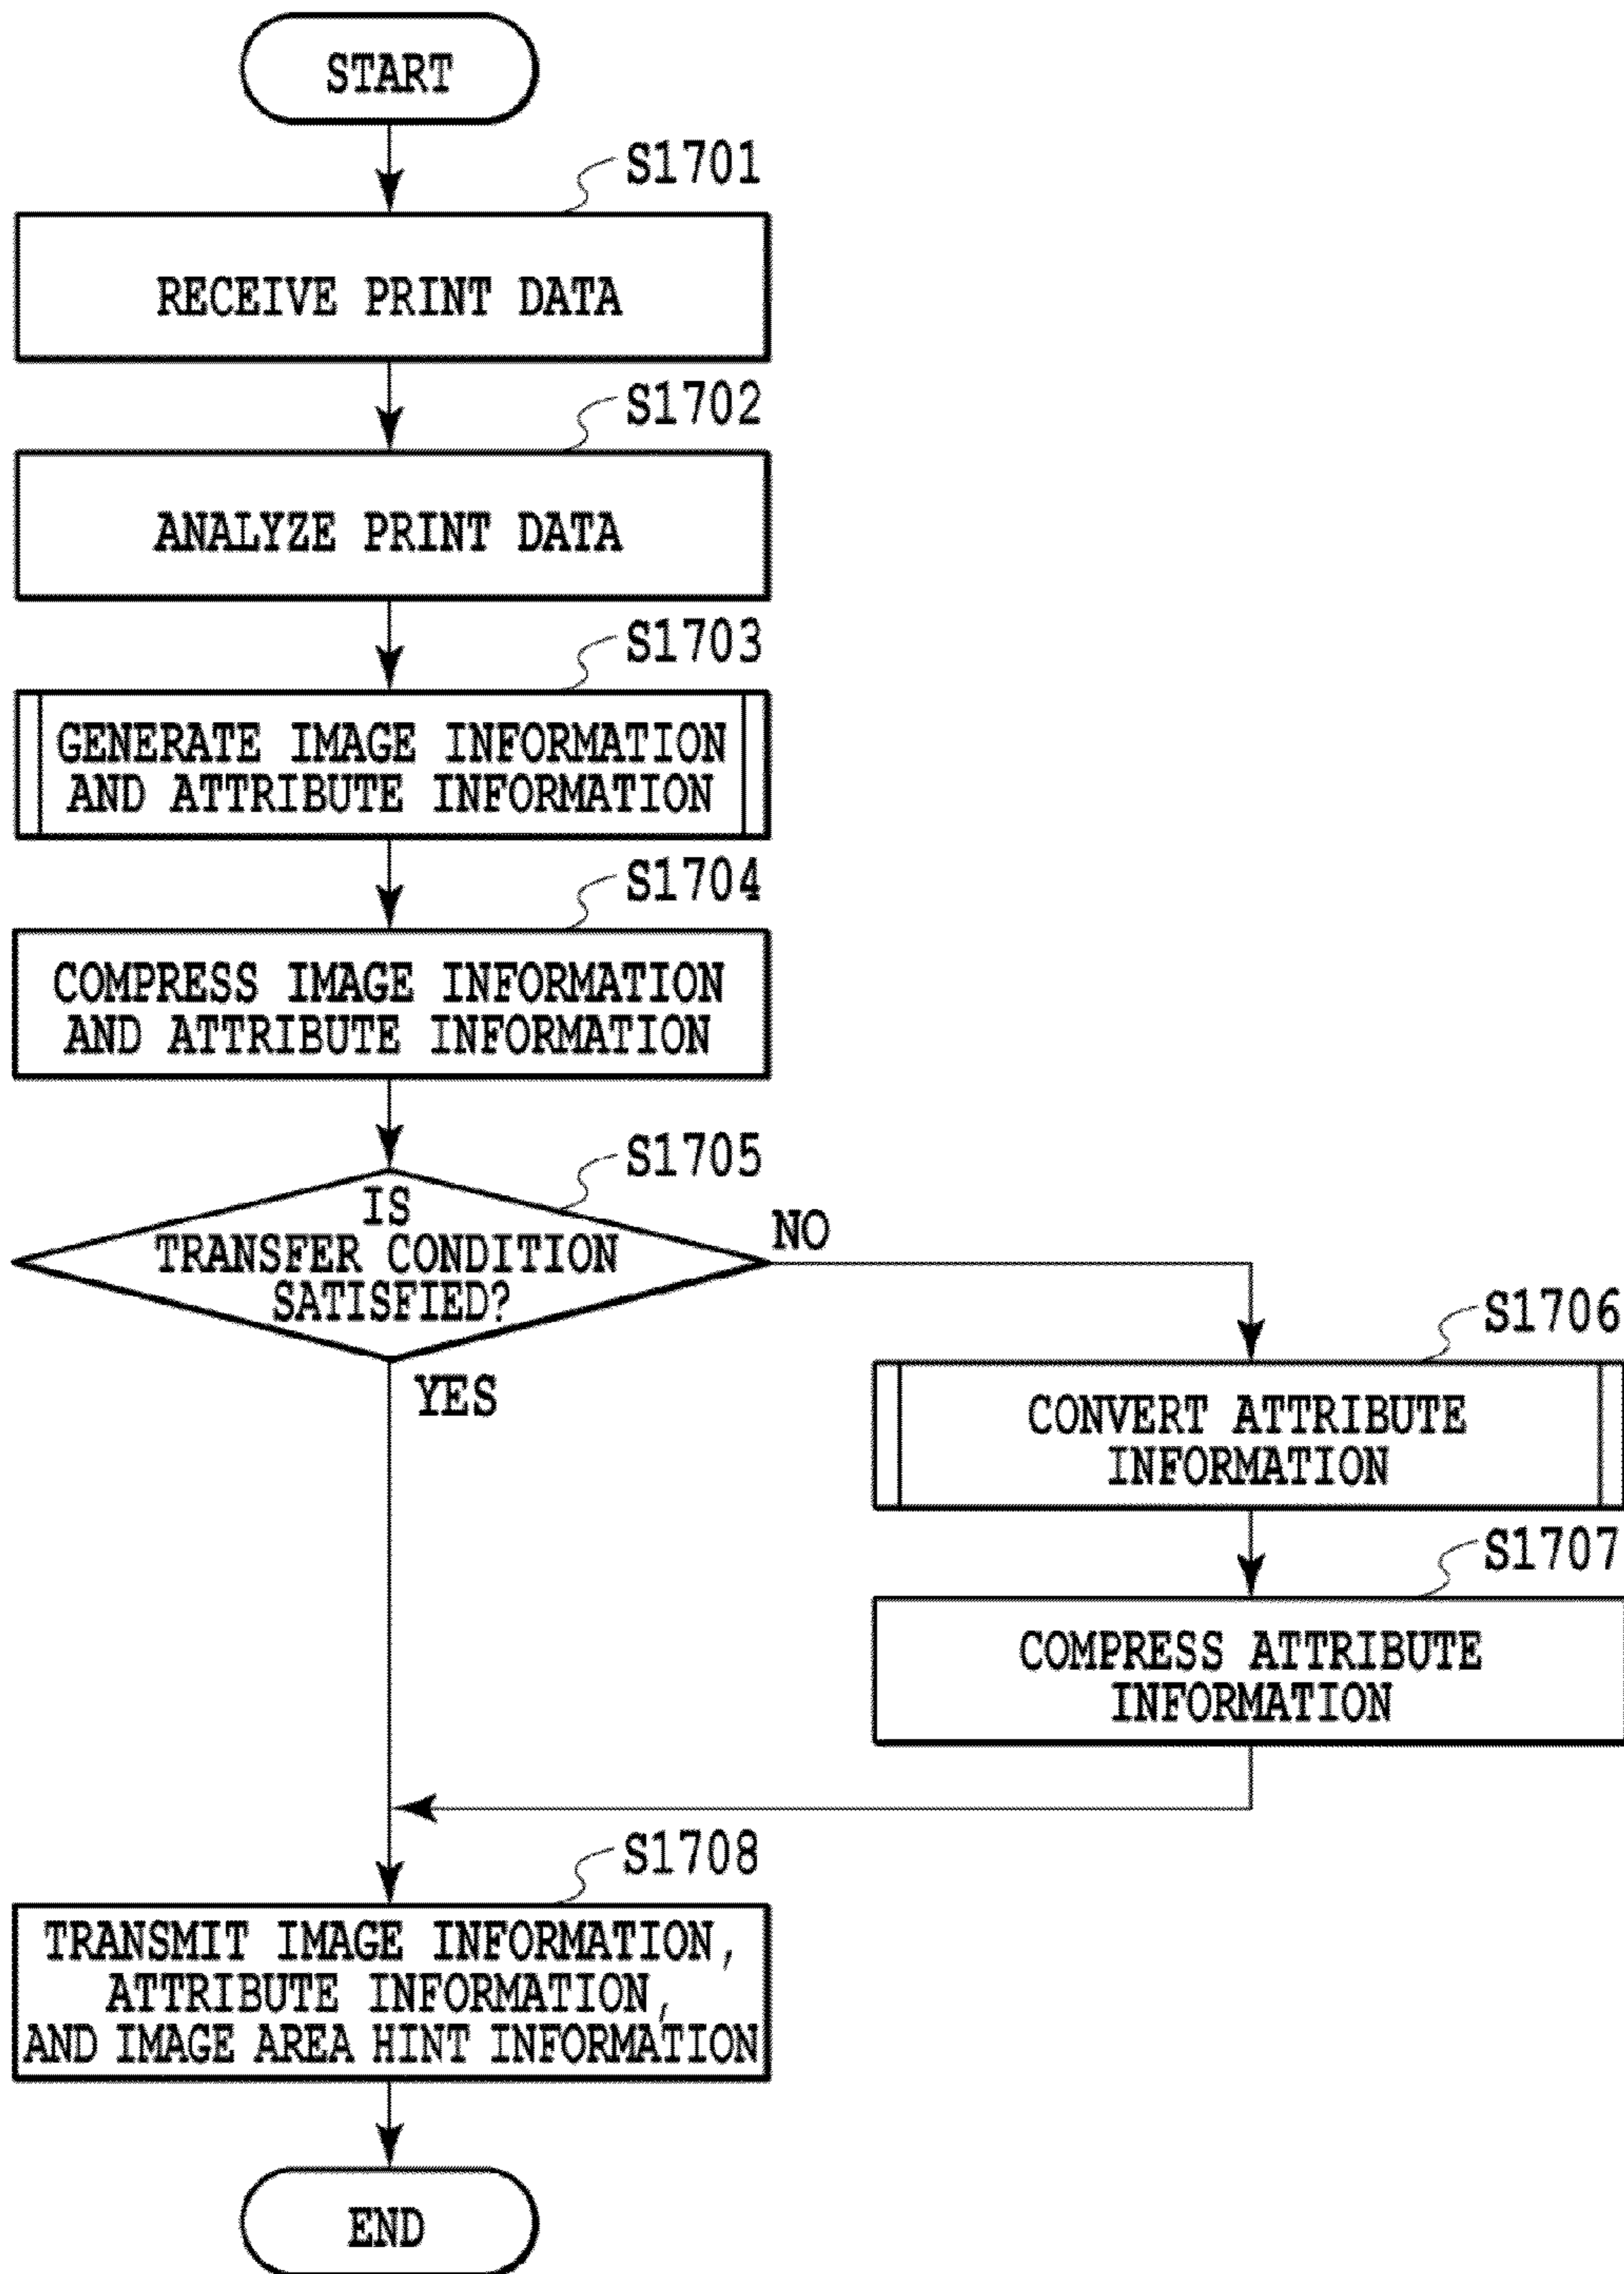 START
S1701
RECEIVE PRINT DATA
S1702
ANALYZE PRINT DATA
S1703
GENERATE IMAGE INFORMATION
AND ATTRIBUTE INFORMATION
S1704
COMPRESS IMAGE INFORMATION
AND ATTRIBUTE INFORMATION
S1705
IS
TRANSFER CONDITION
SATISFIED?
NO
YES
S1706
CONVERT ATTRIBUTE
INFORMATION
S1707
COMPRESS ATTRIBUTE
INFORMATION
S1708
TRANSMIT IMAGE INFORMATION,
ATTRIBUTE INFORMATION,
AND IMAGE AREA HINT INFORMATION
END